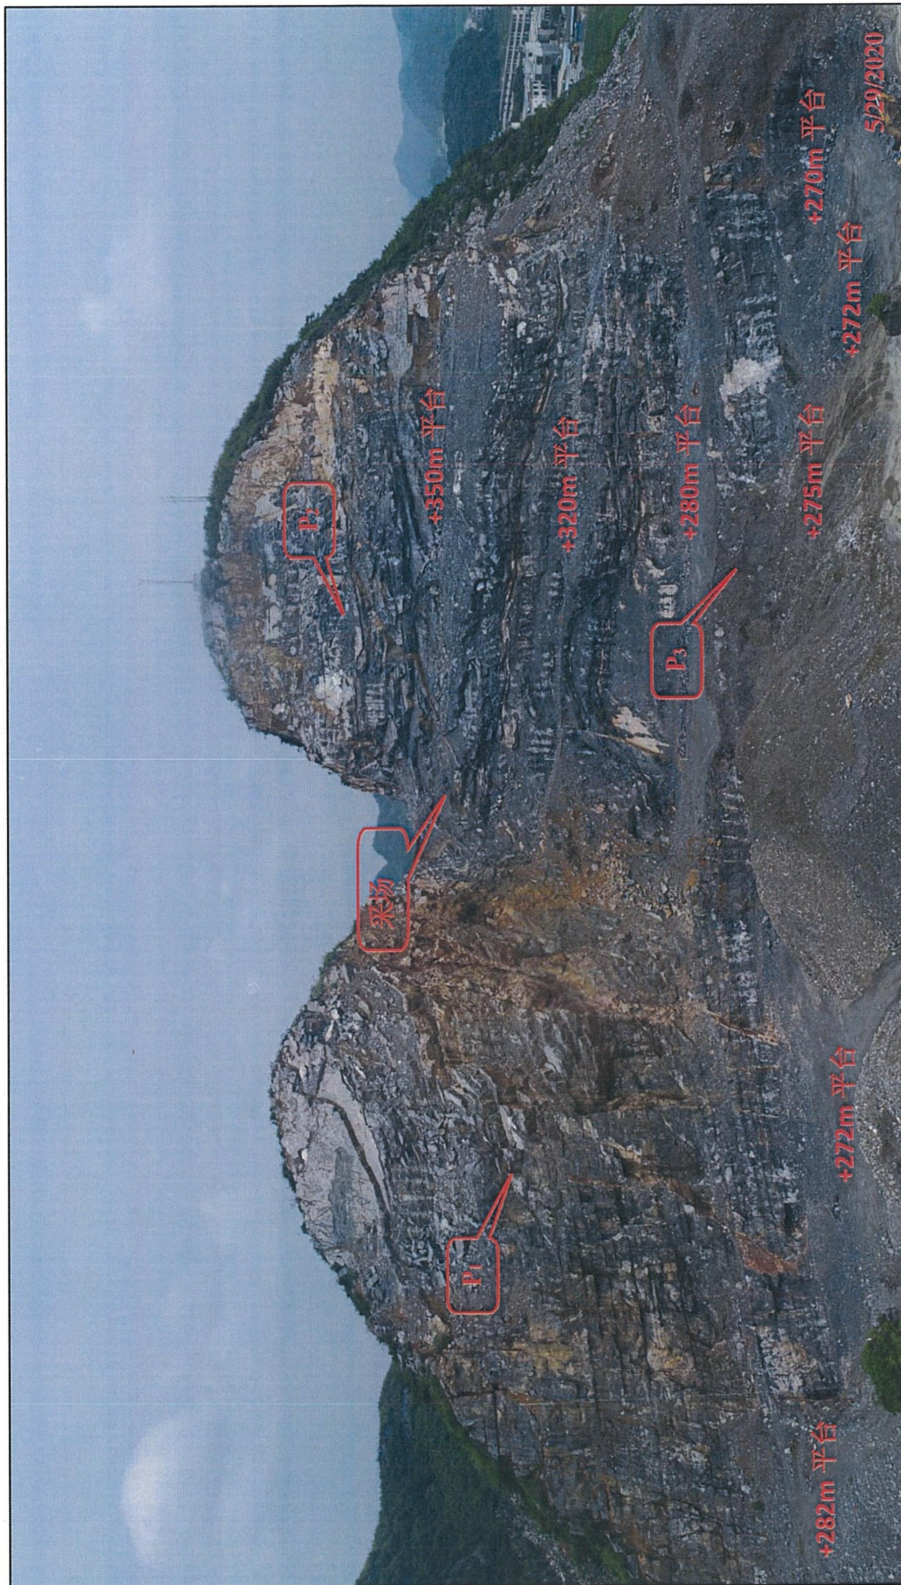 P₂
采场
+350m 平台
P₁
+320m 平台
P₃
+280m 平台
+282m 平台
+272m 平台
+275m 平台
+272m 平台
+270m 平台
5/29/2020